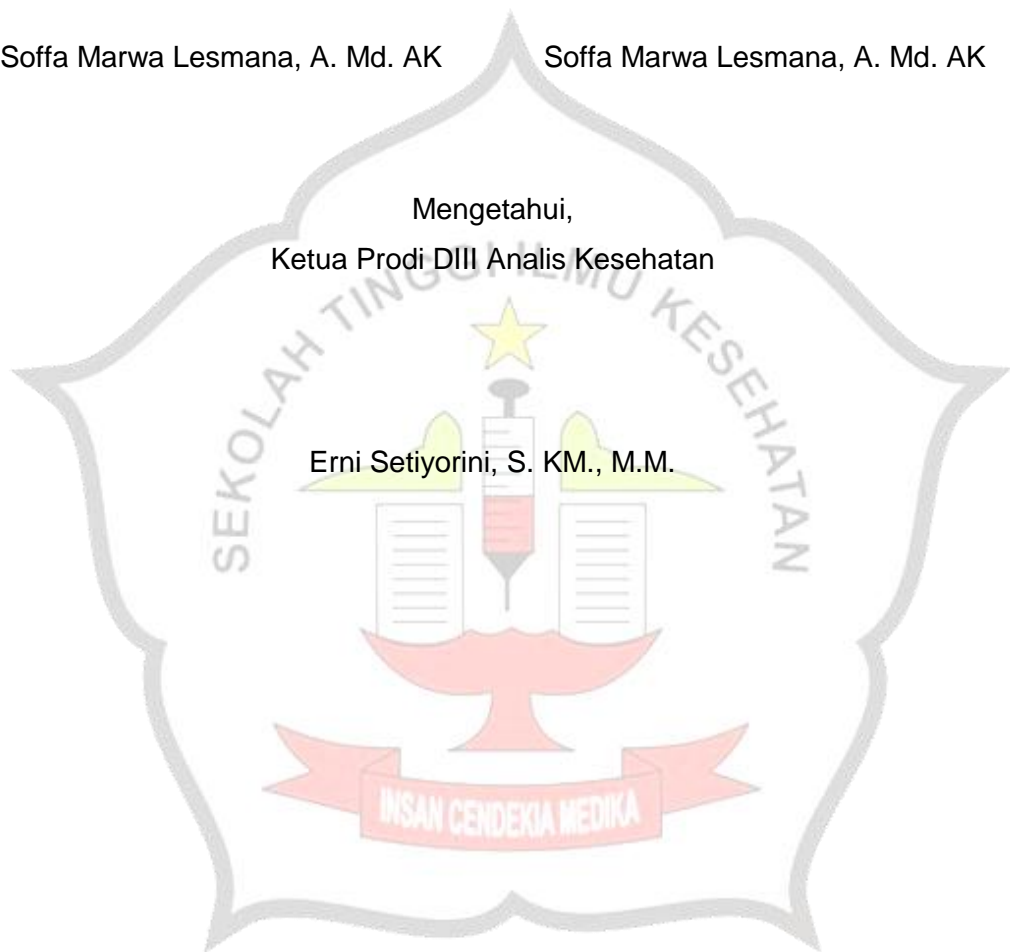 Soffa Marwa Lesmana, A. Md. AK Soffa Marwa Lesmana, A. Md. AK
Mengetahui,
Ketua Prodi DIII Analis Kesehatan
SEKOLAH TINGGI ILMU KESEHATAN
Erni Setiyorini, S. KM., M.M.
INSAN CENDEKIA MEDIKA